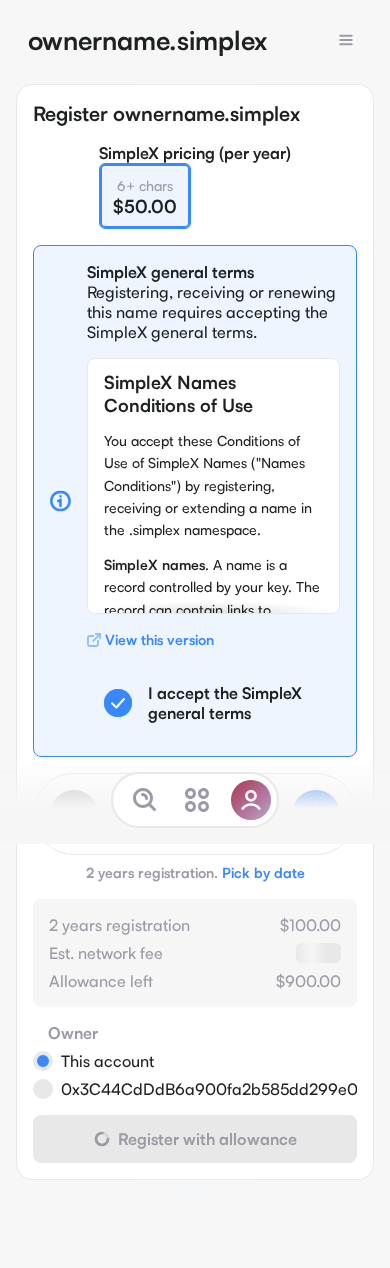 ownername.simplex
Register ownername.simplex
SimpleX pricing (per year)
6+ chars
$50.00
SimpleX general terms
Registering, receiving or renewing
this name requires accepting the
SimpleX general terms.
SimpleX Names
Conditions of Use
You accept these Conditions of
Use of SimpleX Names ("Names
Conditions") by registering,
receiving or extending a name in
the .simplex namespace.
SimpleX names. A name is a
record controlled by your key. The
record can contain links to
View this version
I accept the SimpleX
general terms
2 years registration. Pick by date
2 years registration $100.00
Est. network fee
Allowance left $900.00
Owner
This account
0x3C44CdDdB6a900fa2b585dd299e0
Register with allowance